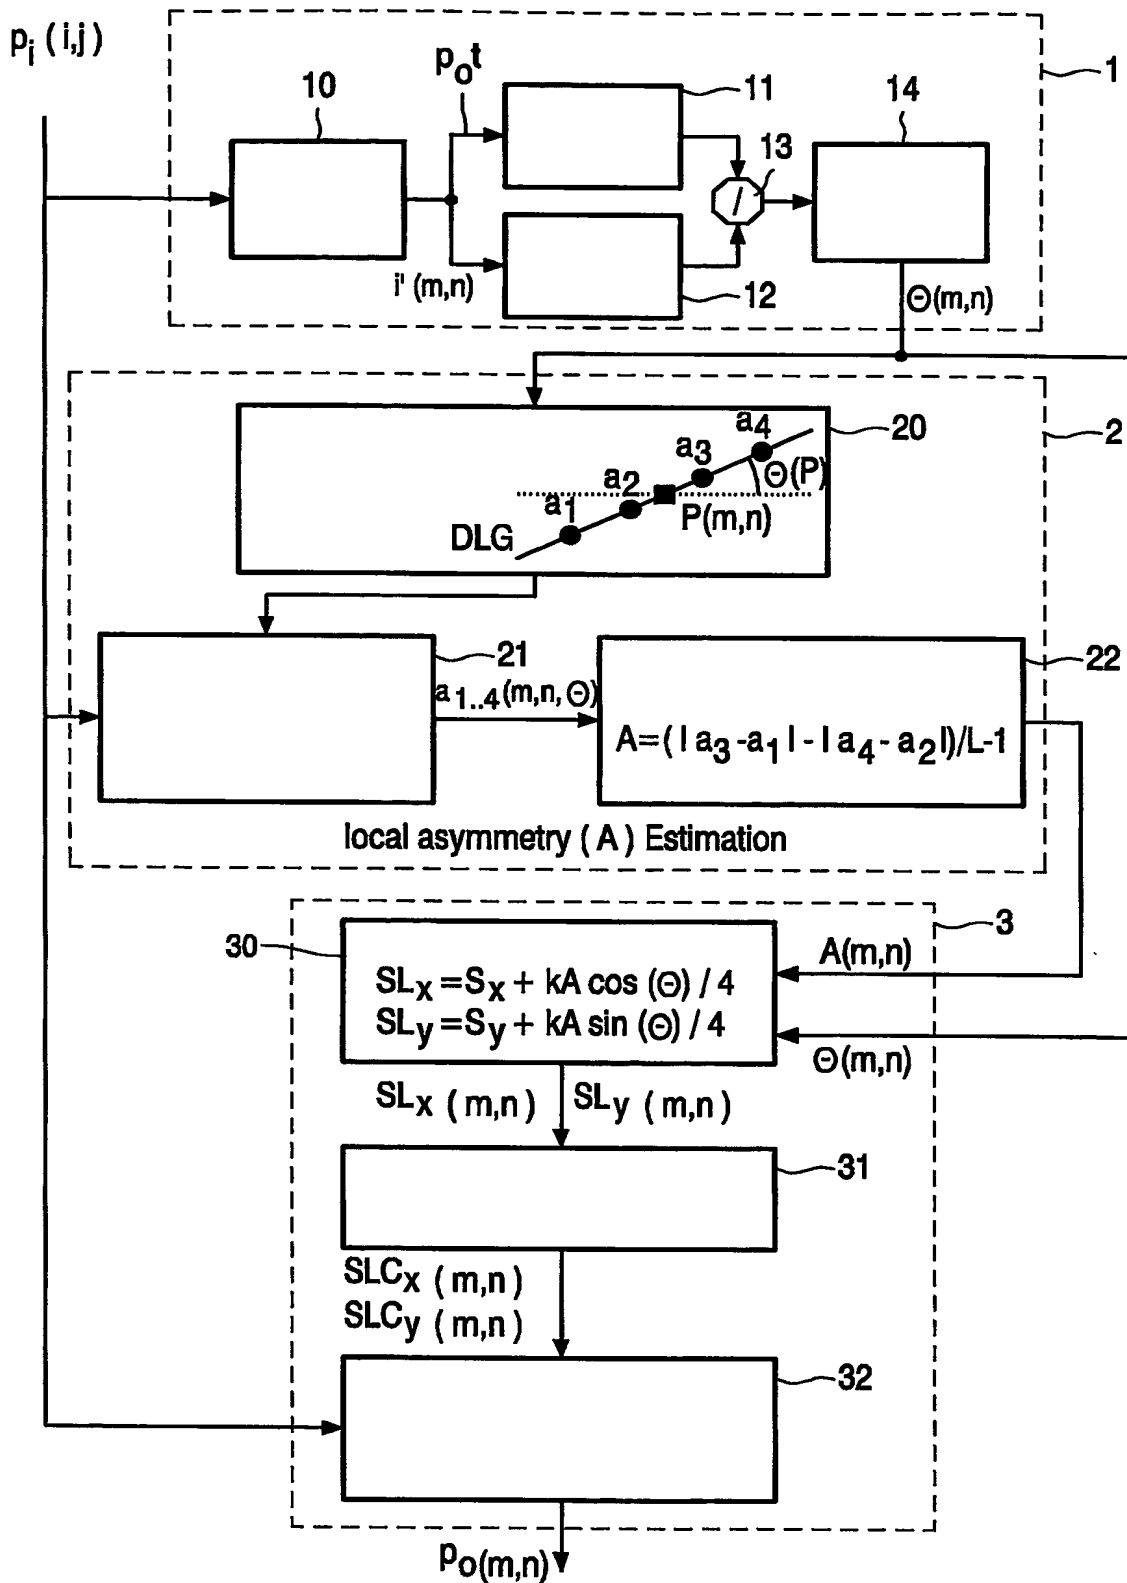 pi (i,j)
1
10
pot
11
14
13
/
i' (m,n)
12
Θ(m,n)
2
20
a4
a3
Θ(P)
a2
a1
P(m,n)
DLG
21
22
a1..4(m,n,Θ)
A=( | a3 -a1 | - | a4 - a2|)/L-1
local asymmetry ( A ) Estimation
3
30
A(m,n)
SLx =Sx + kA cos (Θ) / 4
SLy =Sy + kA sin (Θ) / 4
Θ(m,n)
SLx (m,n) SLy (m,n)
31
SLCx (m,n)
SLCy (m,n)
32
po(m,n)